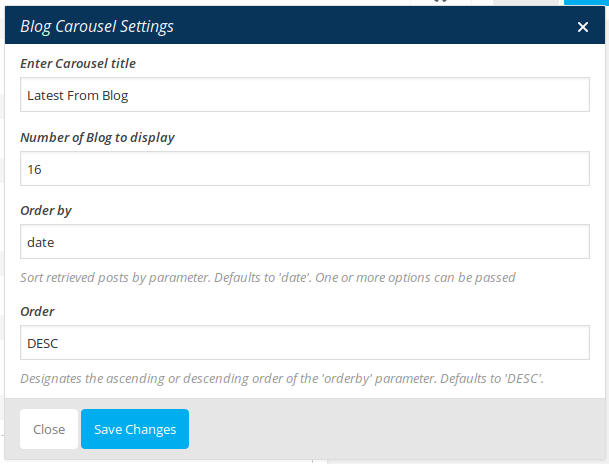 Blog Carousel Settings ×
Enter Carousel title
Latest From Blog
Number of Blog to display
16
Order by
date
Sort retrieved posts by parameter. Defaults to 'date'. One or more options can be passed
Order
DESC
Designates the ascending or descending order of the 'orderby' parameter. Defaults to 'DESC'.
Close Save Changes